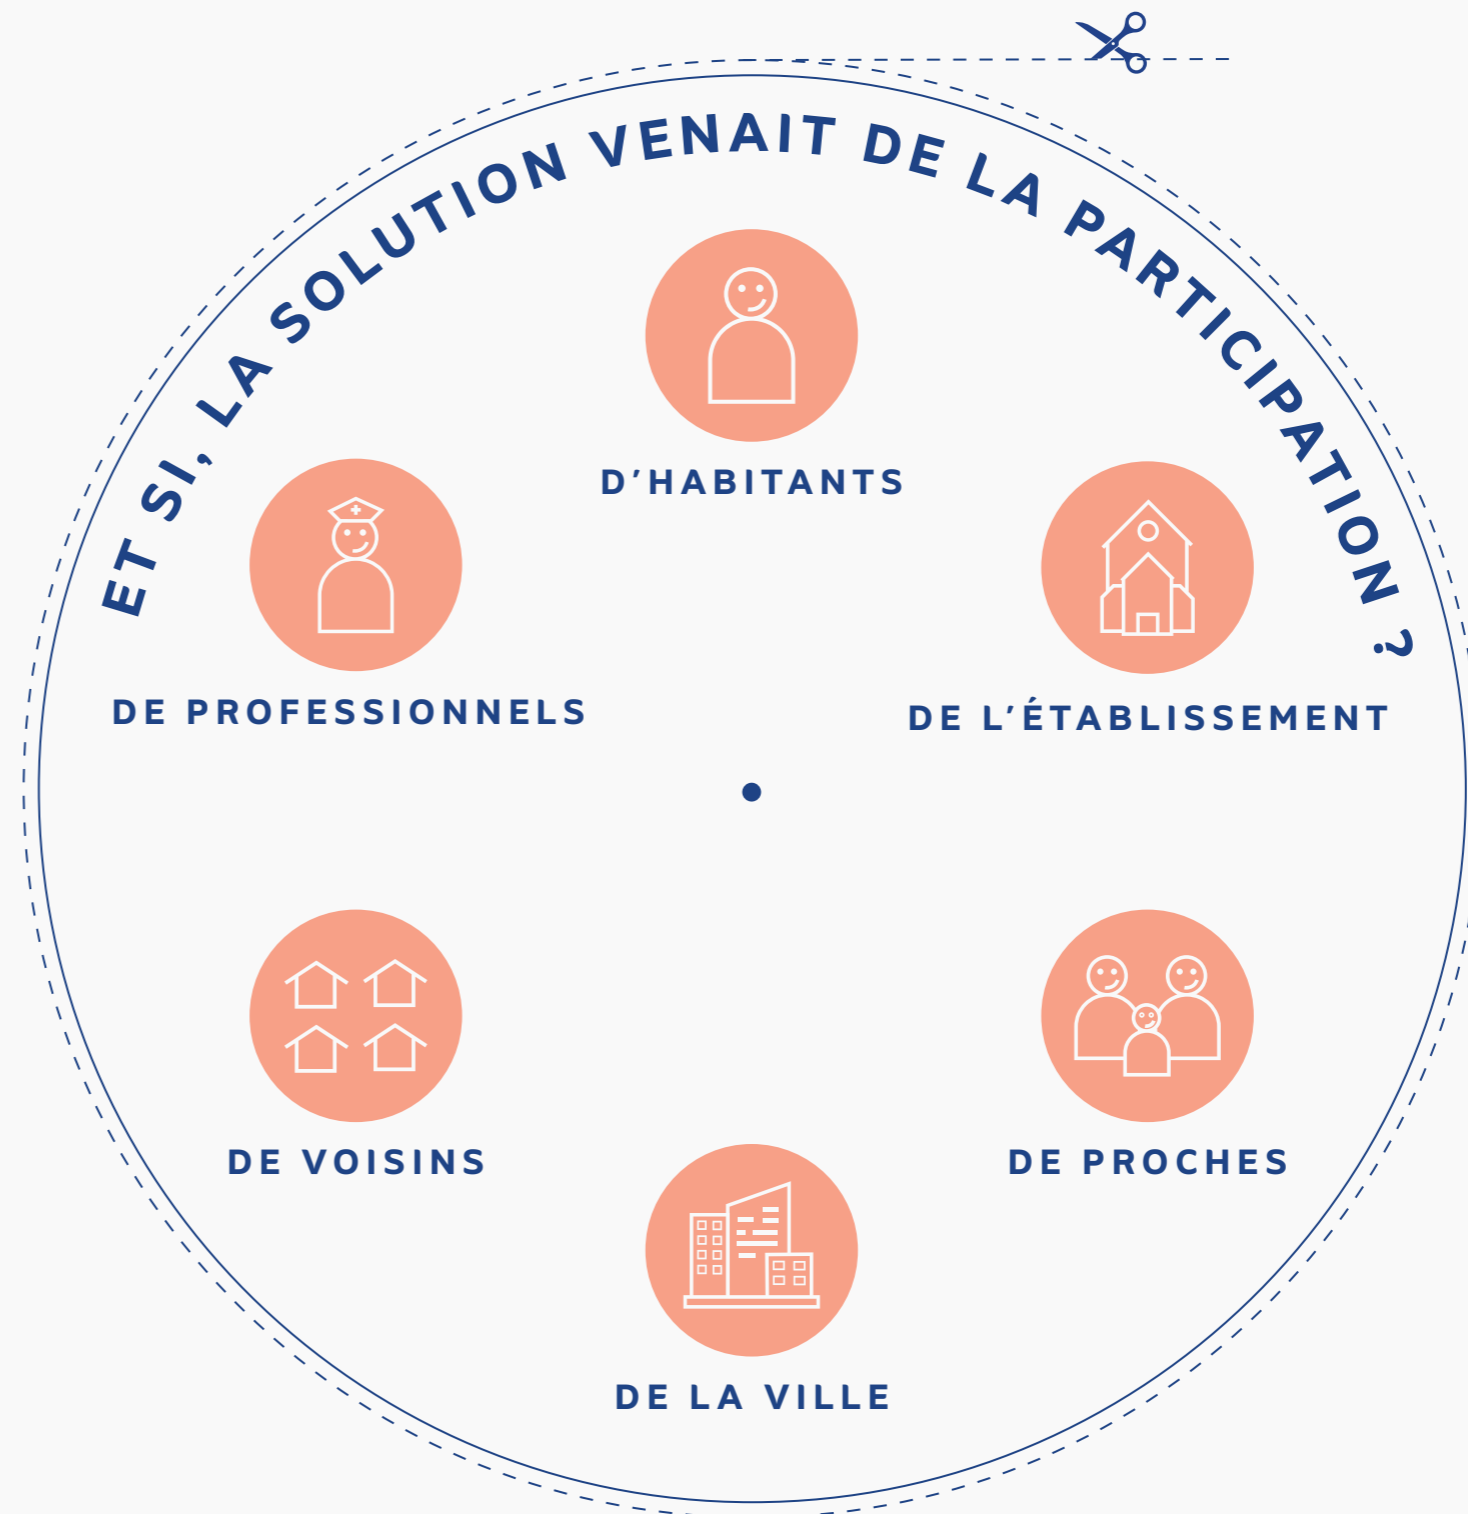 ET SI, LA SOLUTION VENAIT DE LA PARTICIPATION ?
D'HABITANTS
DE PROFESSIONNELS
DE L'ÉTABLISSEMENT
DE VOISINS
DE PROCHES
DE LA VILLE